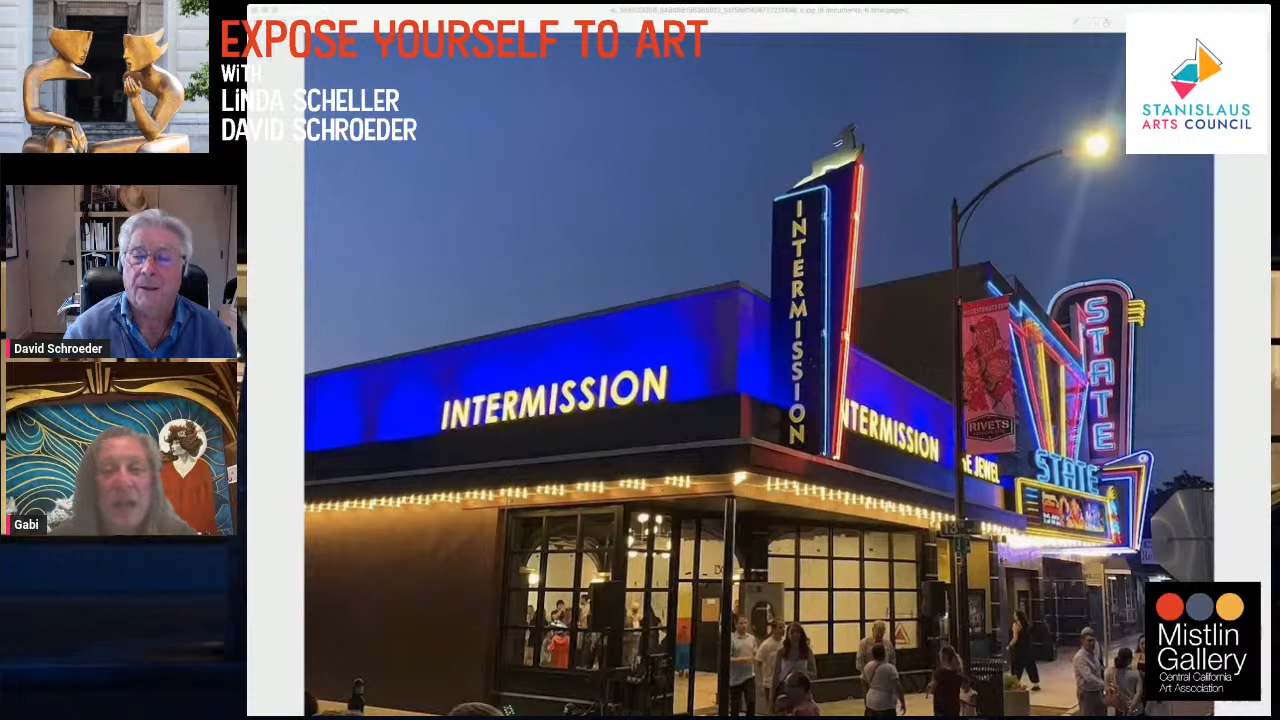 EXPOSE YOURSELF TO ART
WITH
LINDA SCHELLER
DAVID SCHROEDER
STANISLAUS
ARTS COUNCIL
David Schroeder
Gabi
INTERMISSION
INTERMISSION
INTERMISSION
JEWEL
STATE
STATE
RIVETS
Mistlin
Gallery
Central California
Art Association